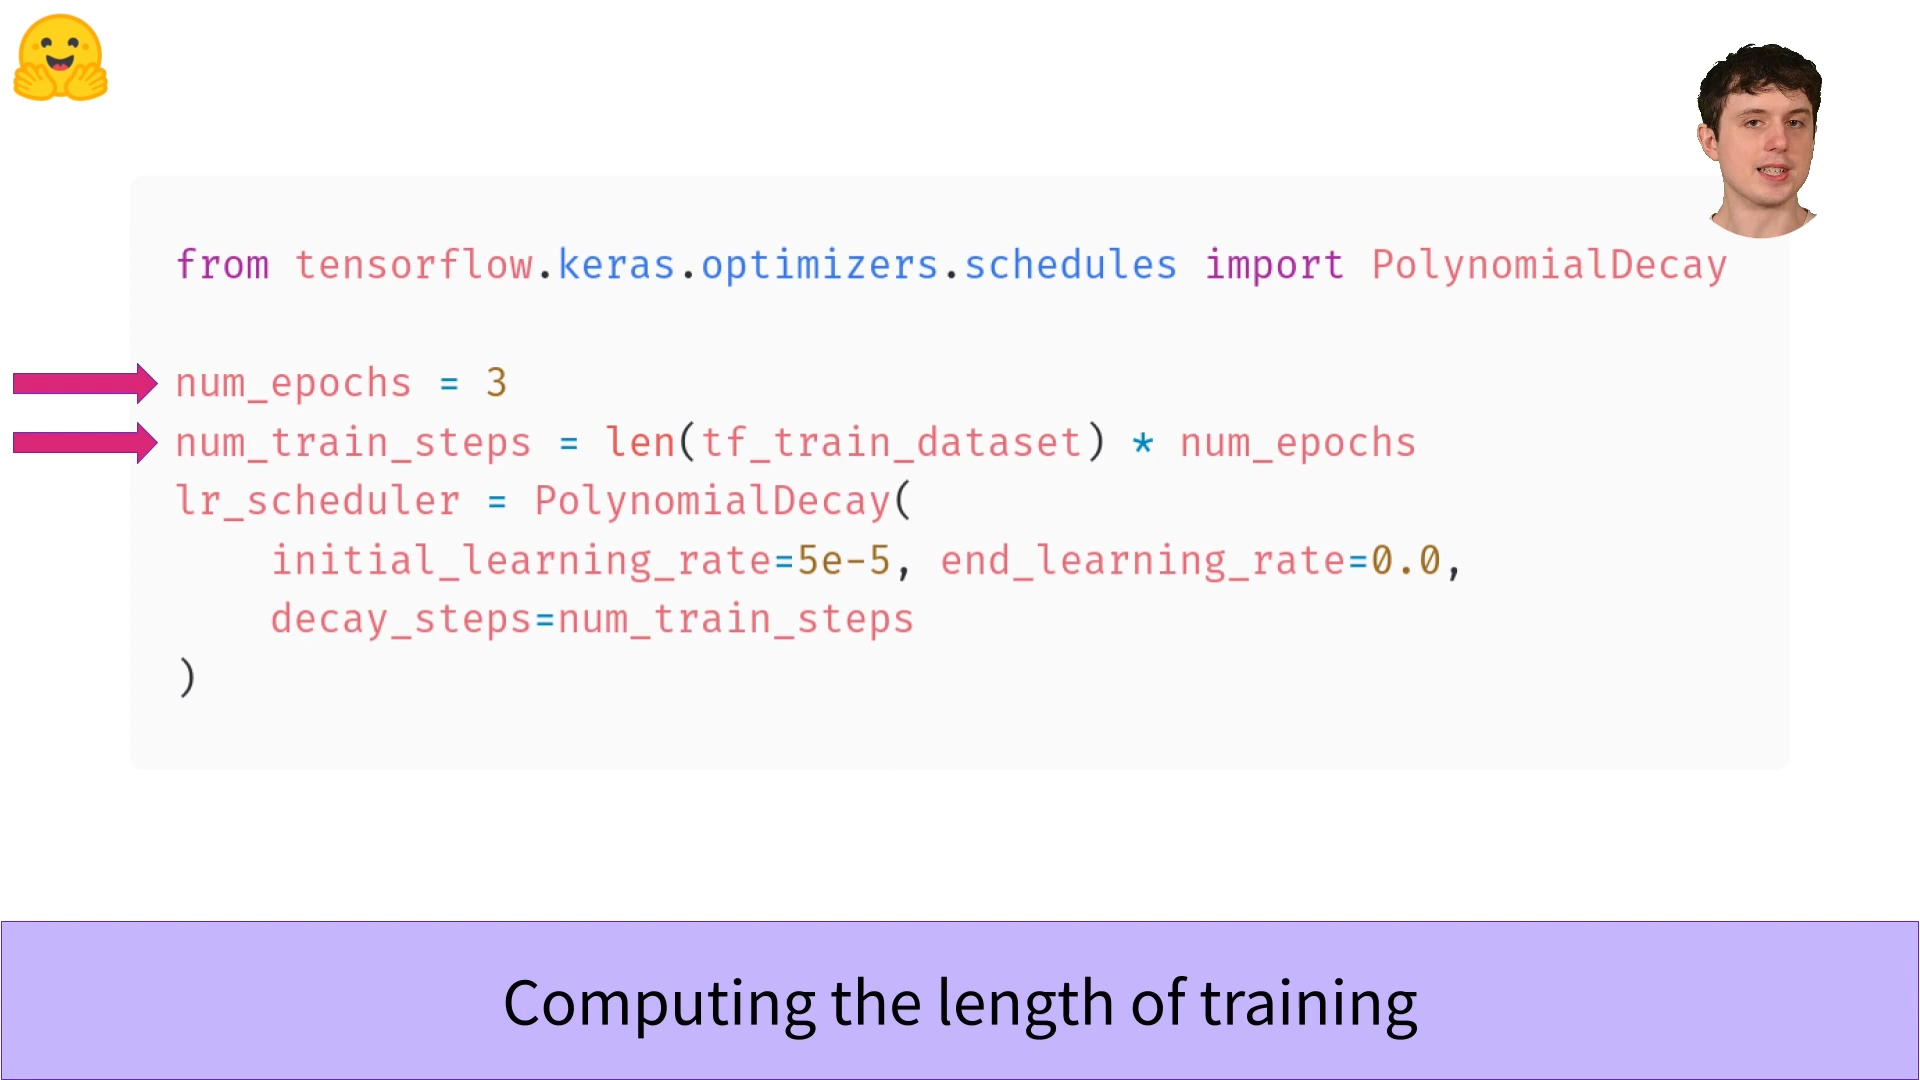 from tensorflow.keras.optimizers.schedules import PolynomialDecay
num_epochs = 3
num_train_steps = len(tf_train_dataset) * num_epochs
lr_scheduler = PolynomialDecay(
    initial_learning_rate=5e-5, end_learning_rate=0.0,
    decay_steps=num_train_steps
)
Computing the length of training